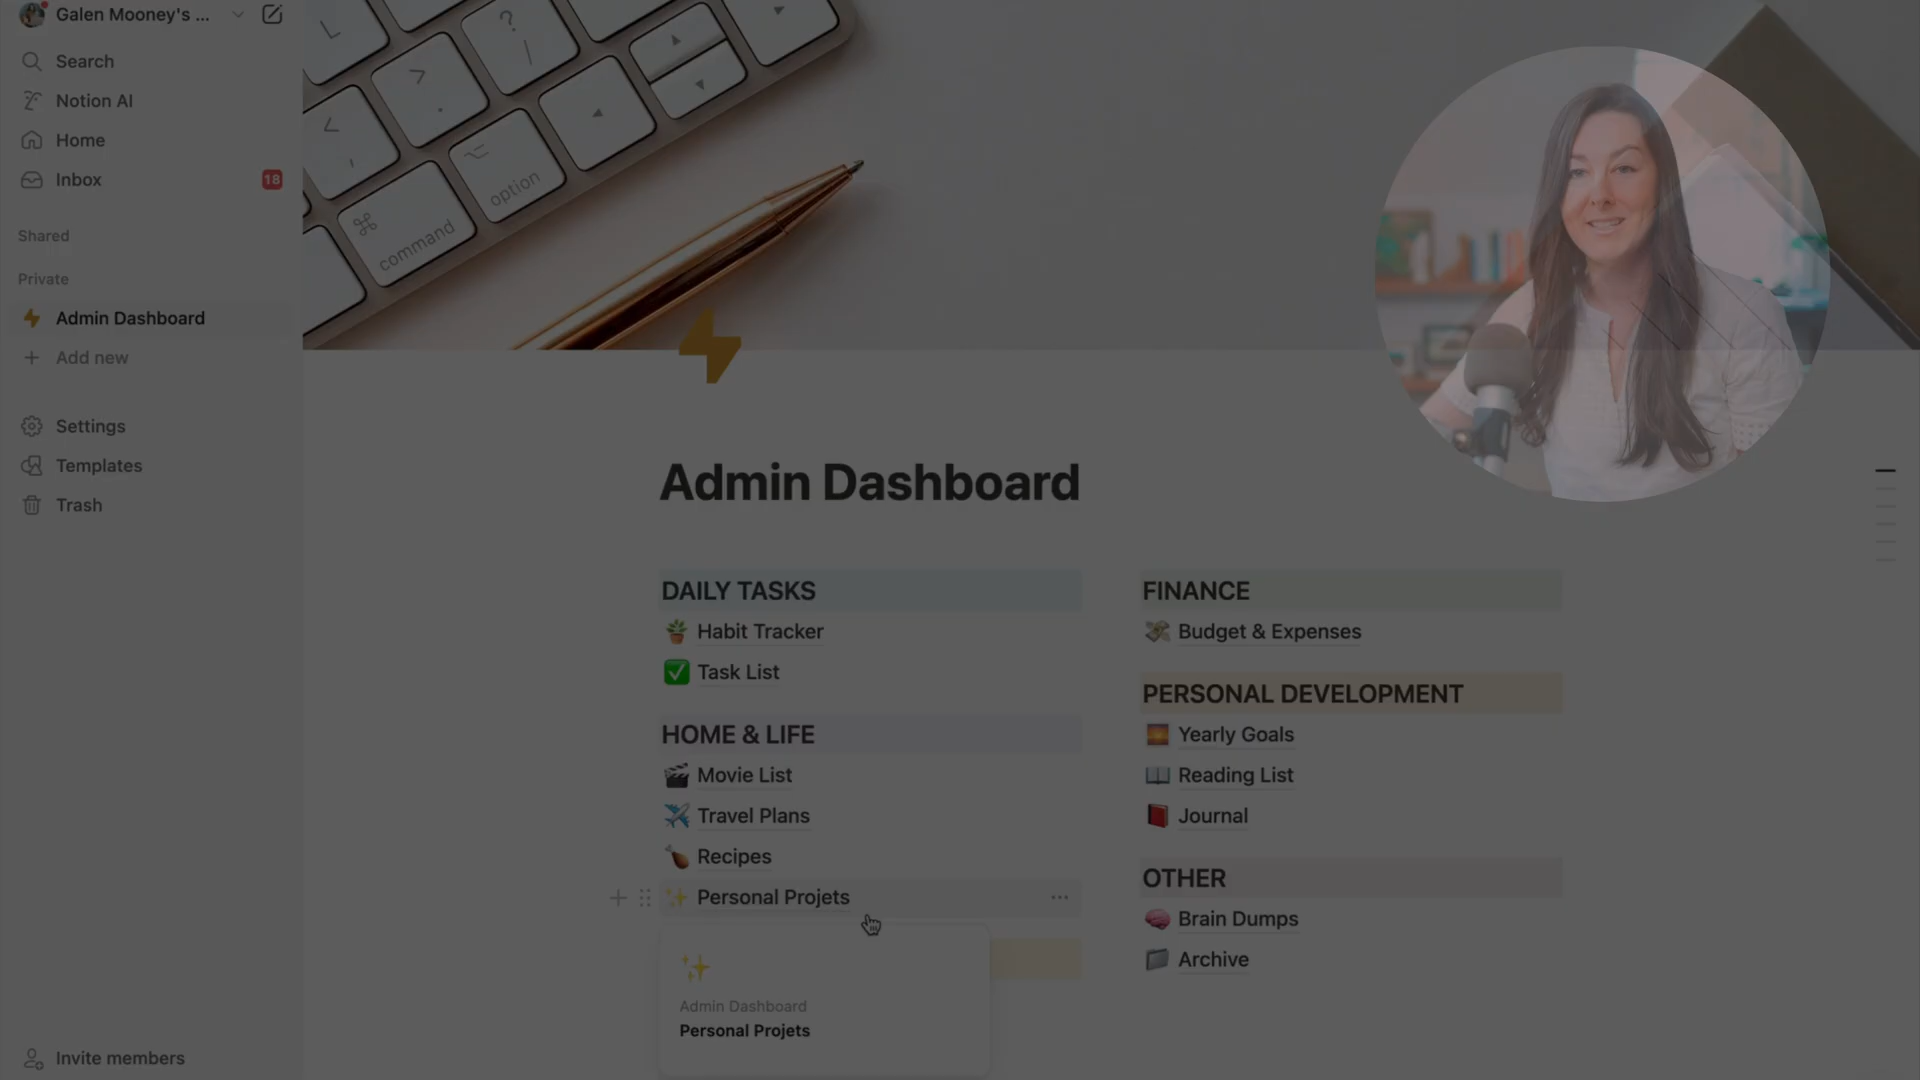 Galen Mooney's ...
Search
Notion AI
Home
Inbox
18
Shared
Private
Admin Dashboard
Add new
Settings
Templates
Trash
Invite members
?
/
>
.
<
,
option
command
Admin Dashboard
DAILY TASKS
Habit Tracker
Task List
HOME & LIFE
Movie List
Travel Plans
Recipes
Personal Projets
Admin Dashboard
Personal Projets
FINANCE
Budget & Expenses
PERSONAL DEVELOPMENT
Yearly Goals
Reading List
Journal
OTHER
Brain Dumps
Archive